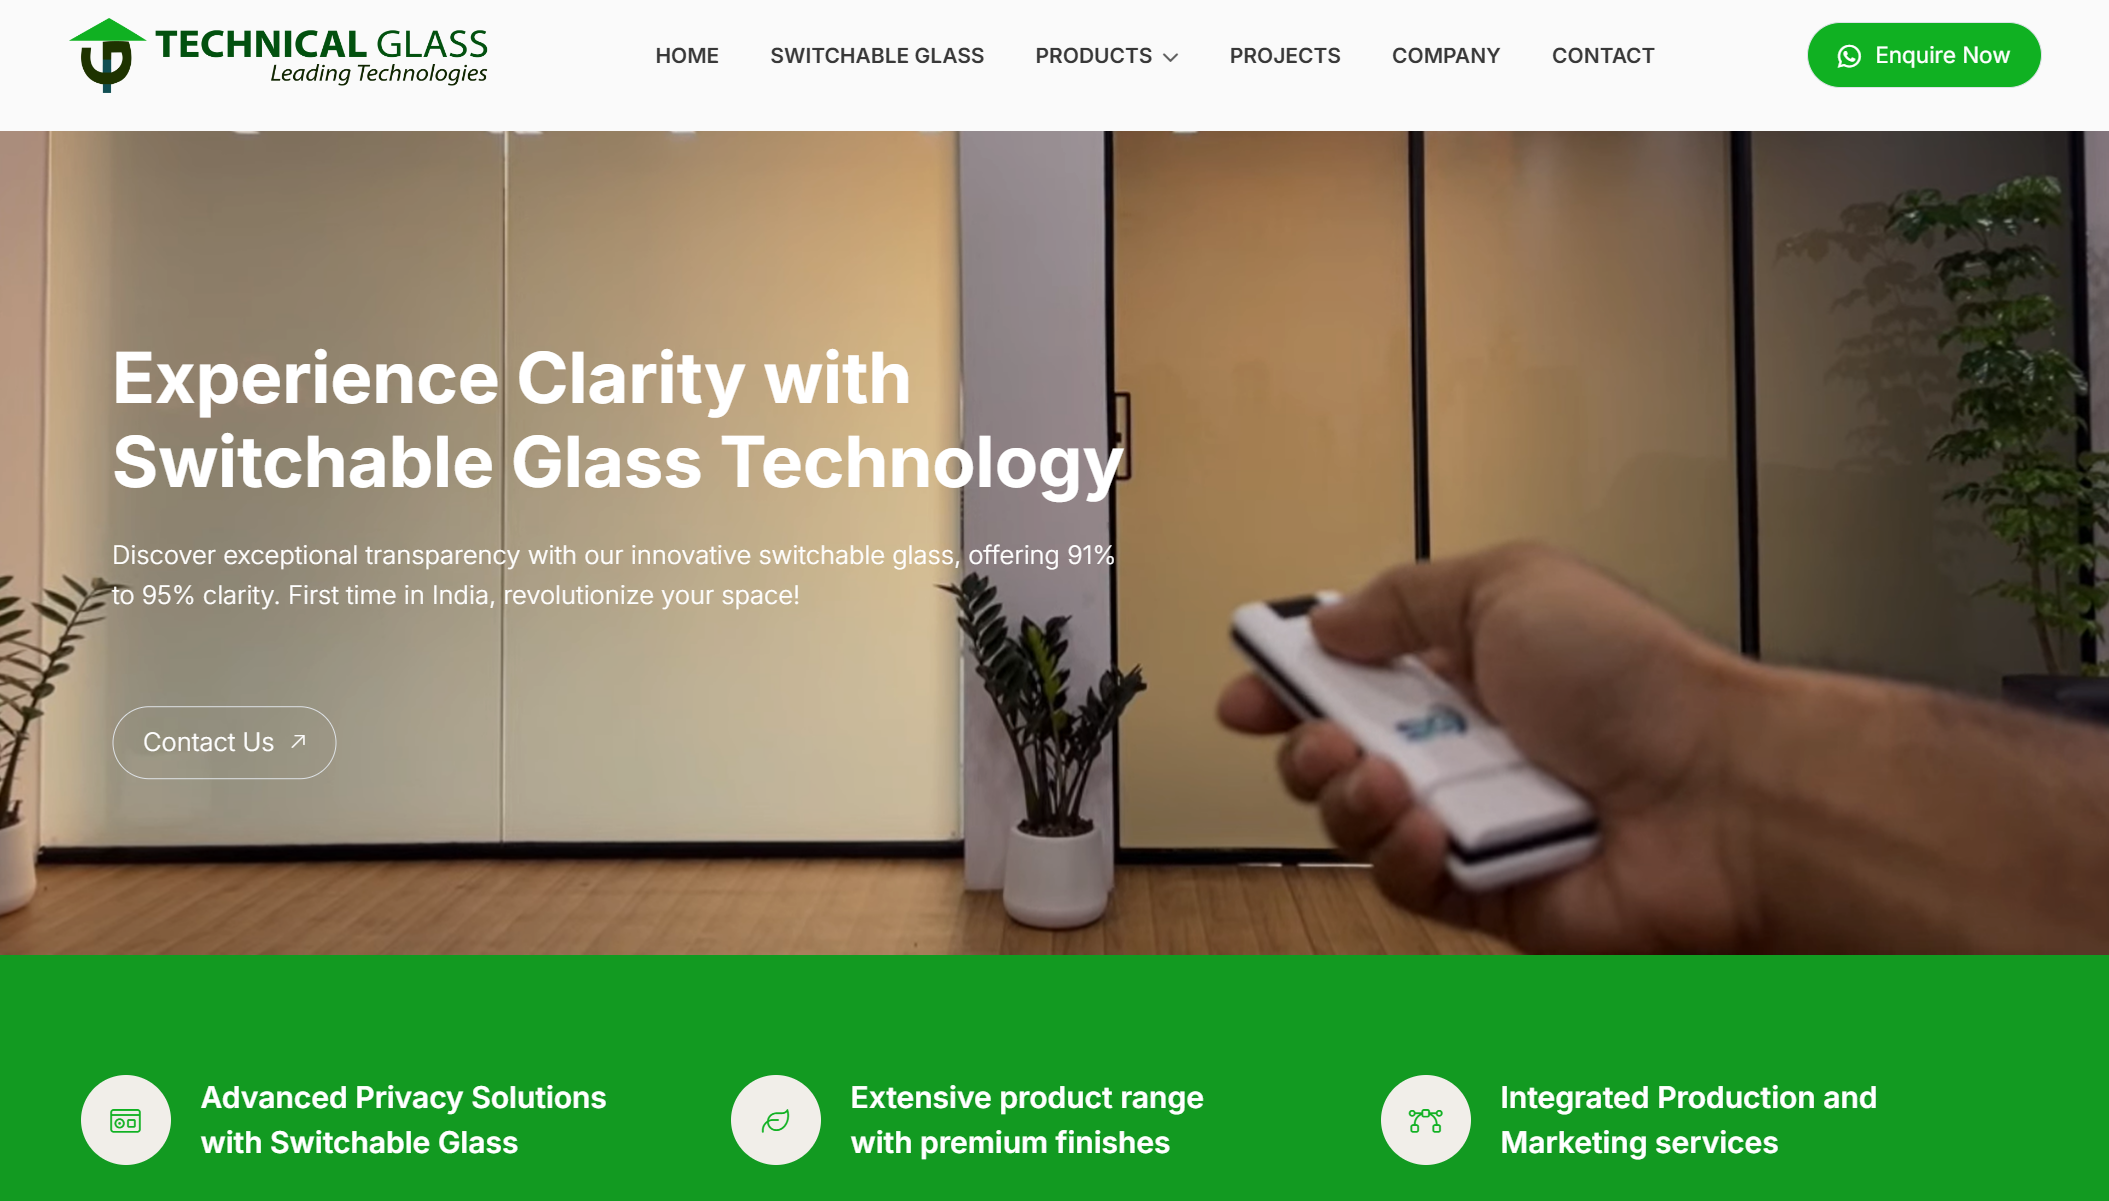 TECHNICAL GLASS
Leading Technologies
HOME
SWITCHABLE GLASS
PRODUCTS
PROJECTS
COMPANY
CONTACT
Enquire Now
Experience Clarity with
Switchable Glass Technology
Discover exceptional transparency with our innovative switchable glass, offering 91%
to 95% clarity. First time in India, revolutionize your space!
Contact Us
Advanced Privacy Solutions
with Switchable Glass
Extensive product range
with premium finishes
Integrated Production and
Marketing services